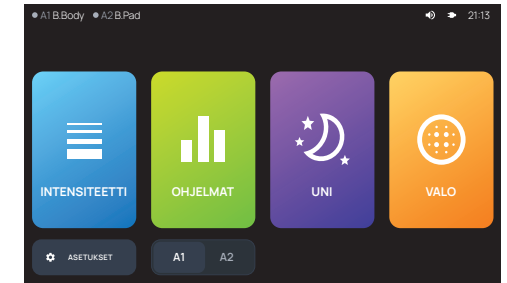 A1 B.Body A2 B.Pad 21:13
INTENSITEETTI OHJELMAT UNI VALO
ASETUKSET A1 A2